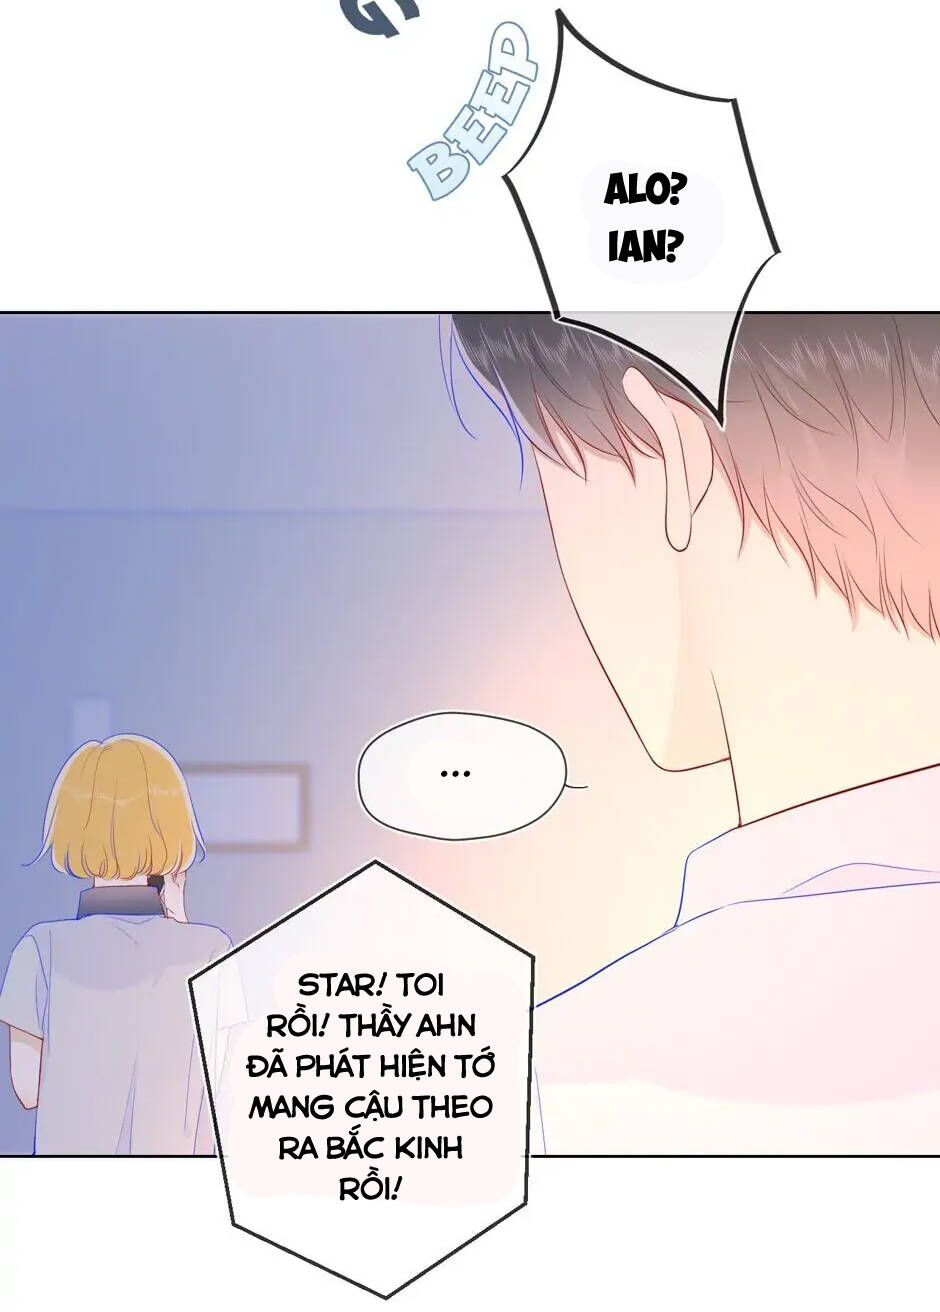 BEEP
ALO?
IAN?
...
STAR! TOI
RỒI! THẦY AHN
ĐÃ PHÁT HIỆN TỚ
MANG CẬU THEO
RA BẮC KINH
RỒI!